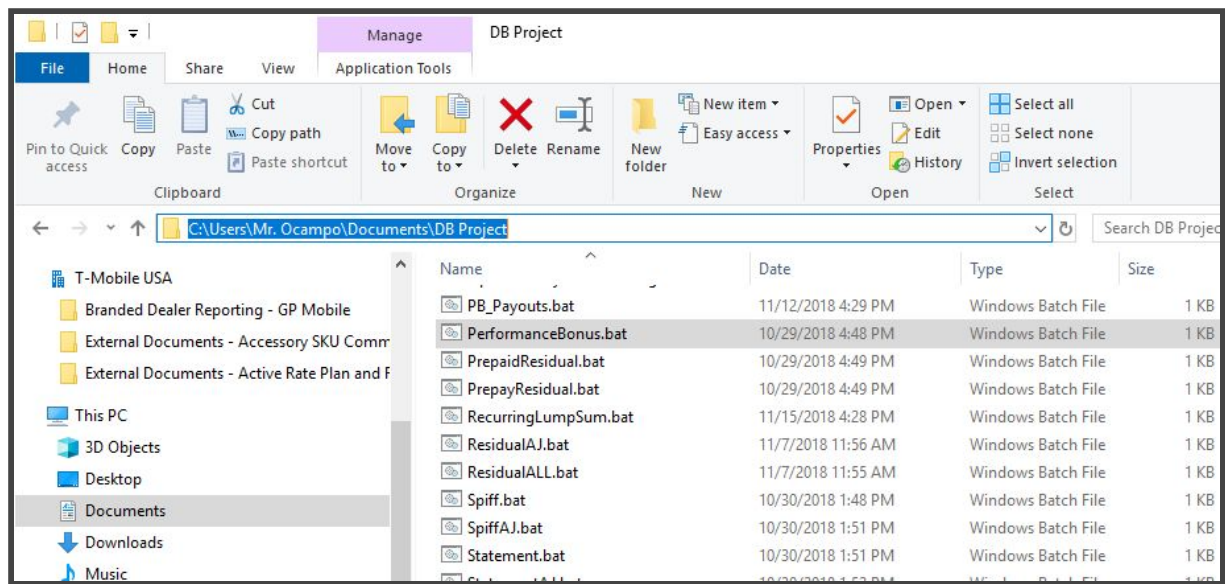 Manage DB Project
File Home Share View Application Tools
Pin to Quick access
Copy
Paste
Cut
Copy path
Paste shortcut
Clipboard
Move to
Copy to
Delete
Rename
Organize
New folder
New item
Easy access
New
Properties
Open
Edit
History
Open
Select all
Select none
Invert selection
Select
C:\Users\Mr. Ocampo\Documents\DB Project
Search DB Projec
T-Mobile USA
Branded Dealer Reporting - GP Mobile
External Documents - Accessory SKU Comm
External Documents - Active Rate Plan and
This PC
3D Objects
Desktop
Documents
Downloads
Music
Name Date Type Size
PB_Payouts.bat 11/12/2018 4:29 PM Windows Batch File 1 KB
PerformanceBonus.bat 10/29/2018 4:48 PM Windows Batch File 1 KB
PrepaidResidual.bat 10/29/2018 4:49 PM Windows Batch File 1 KB
PrepayResidual.bat 10/29/2018 4:49 PM Windows Batch File 1 KB
RecurringLumpSum.bat 11/15/2018 4:28 PM Windows Batch File 1 KB
ResidualAJ.bat 11/7/2018 11:56 AM Windows Batch File 1 KB
ResidualALL.bat 11/7/2018 11:55 AM Windows Batch File 1 KB
Spiff.bat 10/30/2018 1:48 PM Windows Batch File 1 KB
SpiffAJ.bat 10/30/2018 1:51 PM Windows Batch File 1 KB
Statement.bat 10/30/2018 1:51 PM Windows Batch File 1 KB